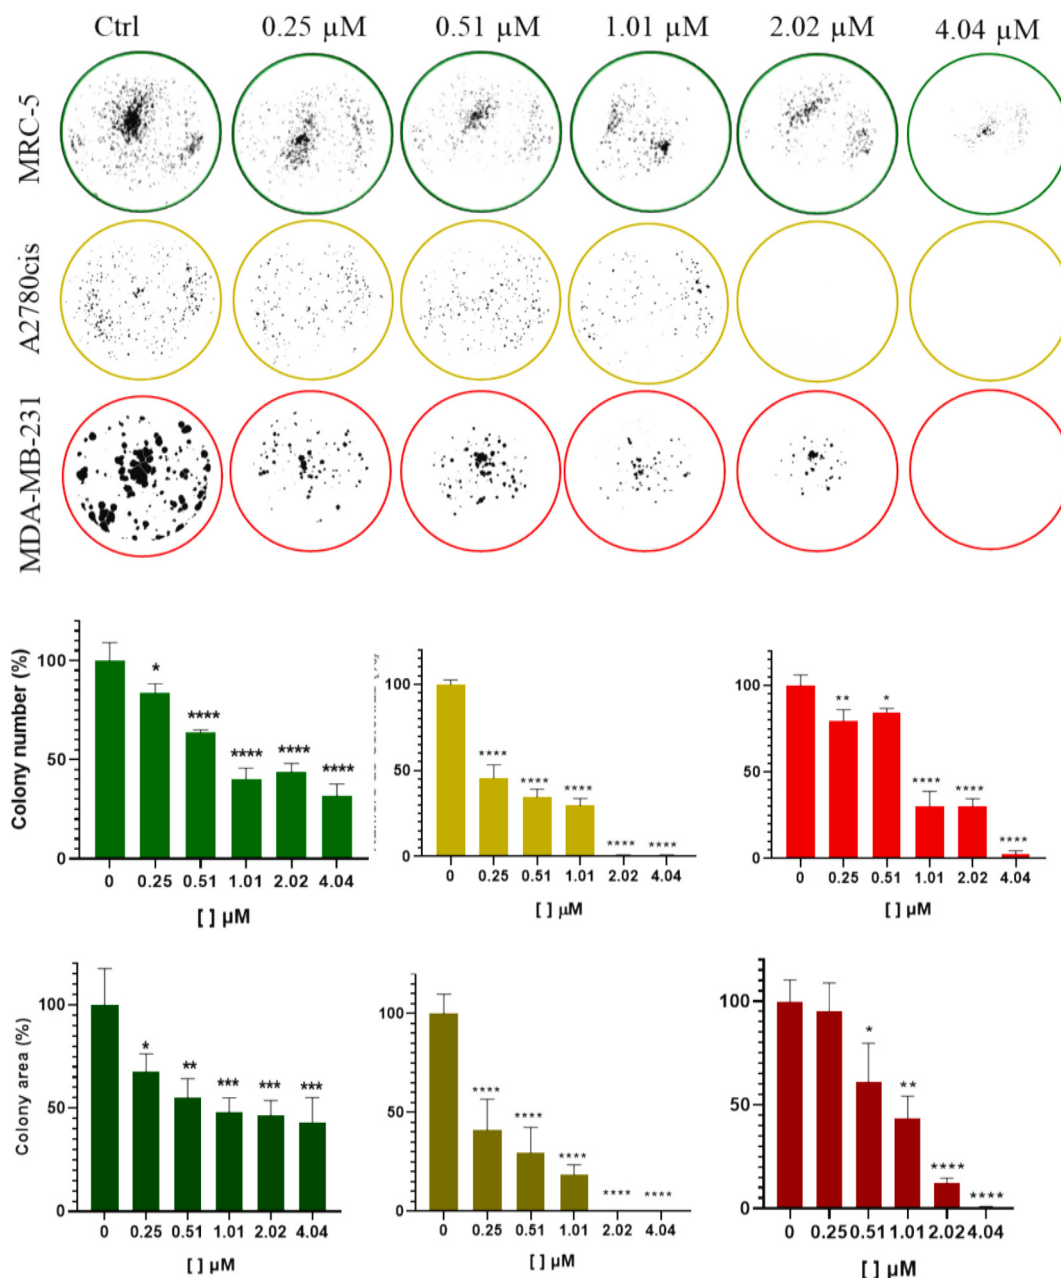 Ctrl 0.25 µM 0.51 µM 1.01 µM 2.02 µM 4.04 µM
MRC-5
A2780cis
MDA-MB-231
Colony number (%)
100
50
0
* **** **** **** ****
0 0.25 0.51 1.01 2.02 4.04
[ ] µM
100
50
0
**** **** **** **** ****
0 0.25 0.51 1.01 2.02 4.04
[ ] µM
100
50
0
** * **** **** ****
0 0.25 0.51 1.01 2.02 4.04
[ ] µM
Colony area (%)
100
50
0
* ** *** *** ***
0 0.25 0.51 1.01 2.02 4.04
[ ] µM
100
50
0
**** **** **** **** ****
0 0.25 0.51 1.01 2.02 4.04
[ ] µM
100
50
0
* ** **** ****
0 0.25 0.51 1.01 2.02 4.04
[ ] µM